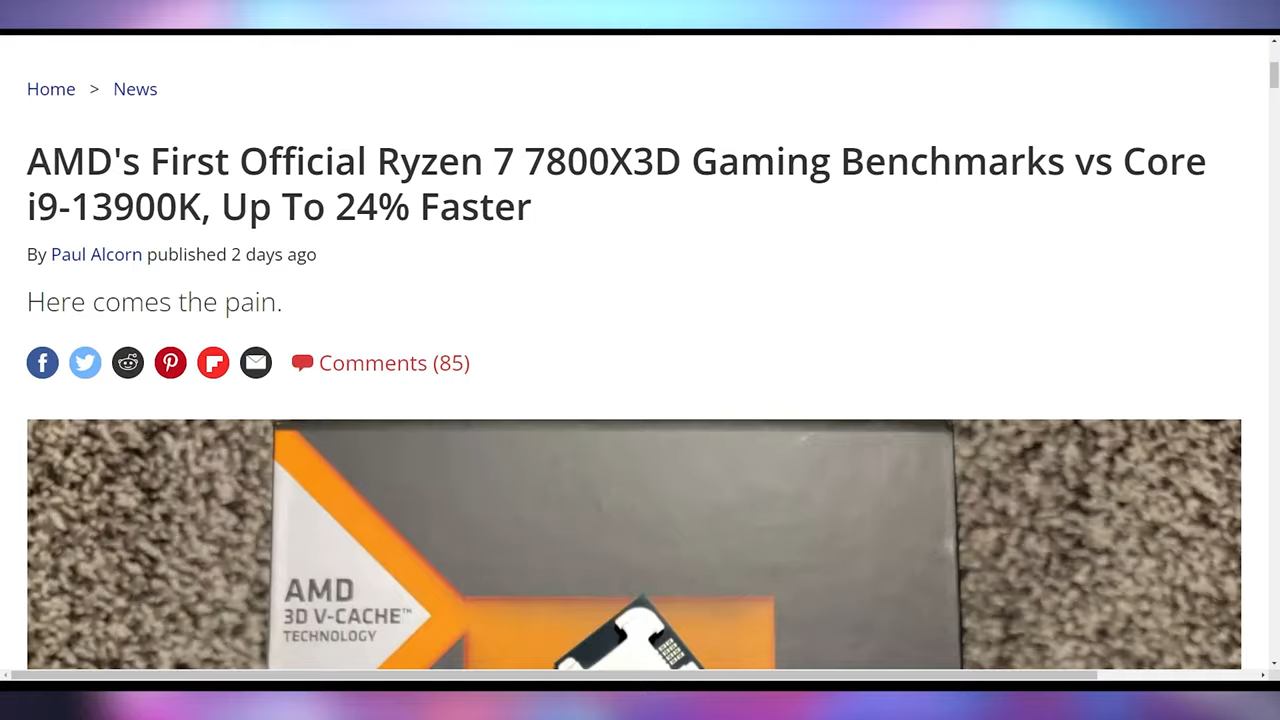 Home > News
AMD's First Official Ryzen 7 7800X3D Gaming Benchmarks vs Core
i9-13900K, Up To 24% Faster
By Paul Alcorn published 2 days ago
Here comes the pain.
Comments (85)
AMD
3D V-CACHE™
TECHNOLOGY